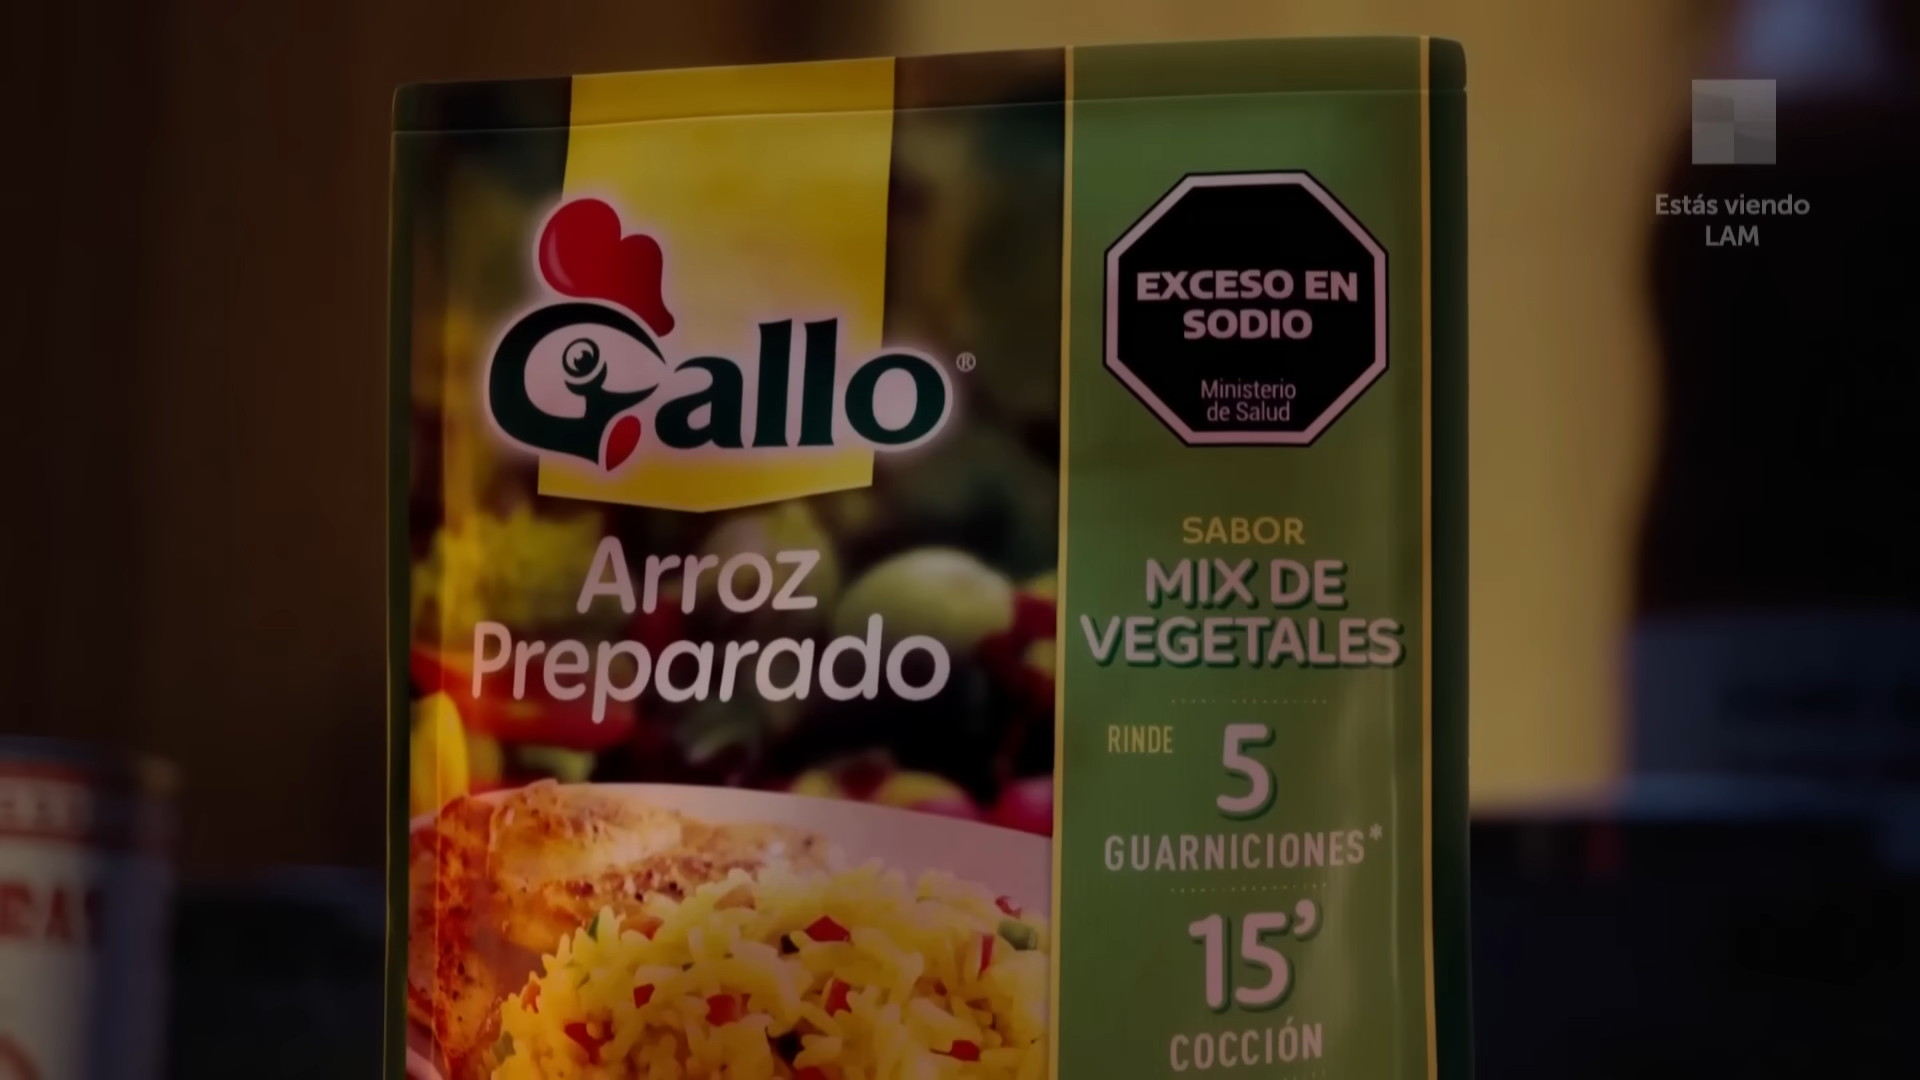 Estás viendo
LAM
Gallo®
Arroz
Preparado
EXCESO EN
SODIO
Ministerio
de Salud
SABOR
MIX DE
VEGETALES
RINDE 5
GUARNICIONES*
15’
COCCIÓN